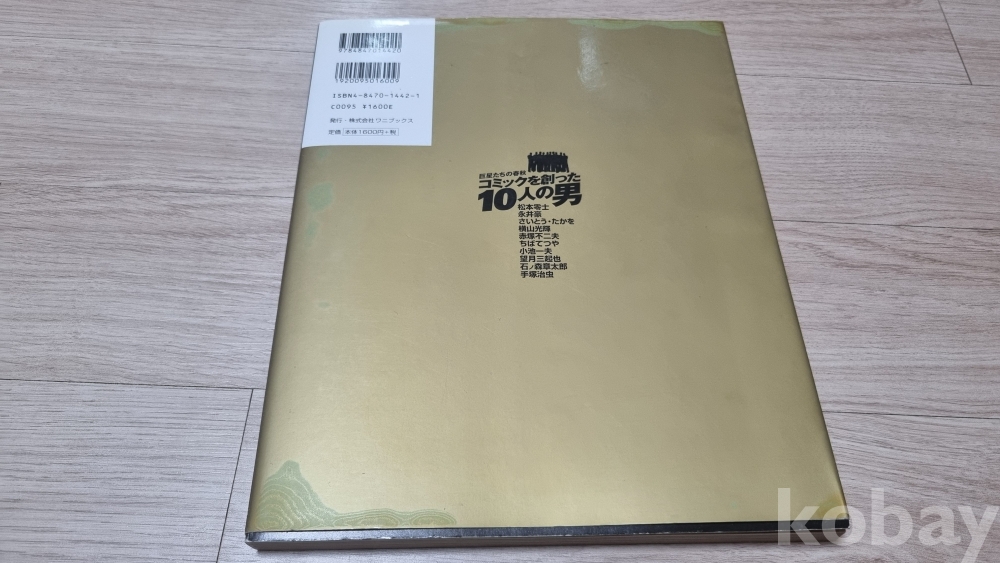 9784847014420
1920095016009
ISBN4-8470-1442-1
C0095 ¥1600E
発行・株式会社ワニブックス
定価 本体1600円+税
巨星たちの春秋
コミックを創った
10人の男
松本零士
永井豪
さいとう・たかを
横山光輝
赤塚不二夫
ちばてつや
小池一夫
望月三起也
石ノ森章太郎
手塚治虫
kobay